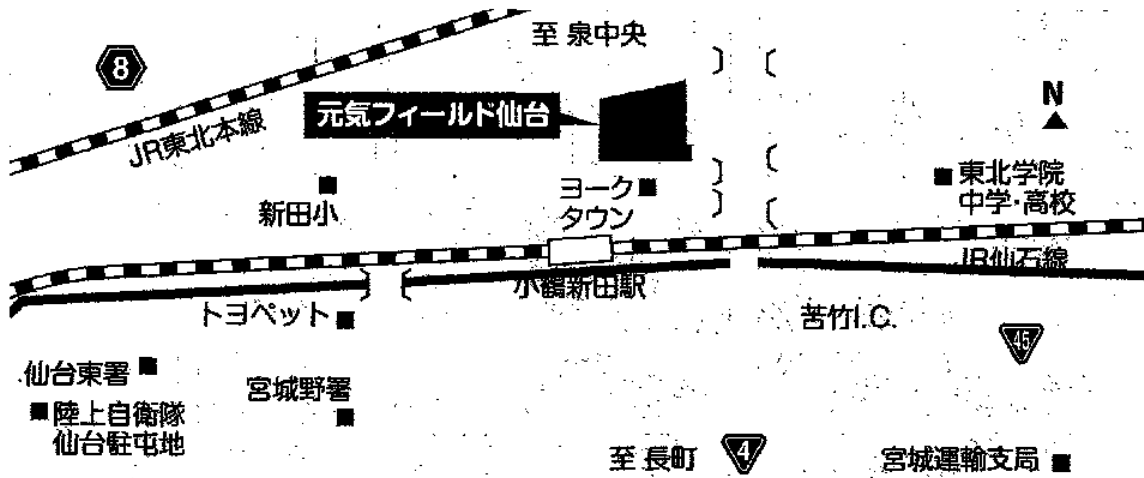 至 泉中央
8
元気フィールド仙台
N
JR東北本線
新田小
ヨーク
タウン
東北学院
中学・高校
JR仙石線
小鶴新田駅
トヨペット
苦竹I.C.
45
仙台東署
宮城野署
陸上自衛隊
仙台駐屯地
至 長町
4
宮城運輸支局